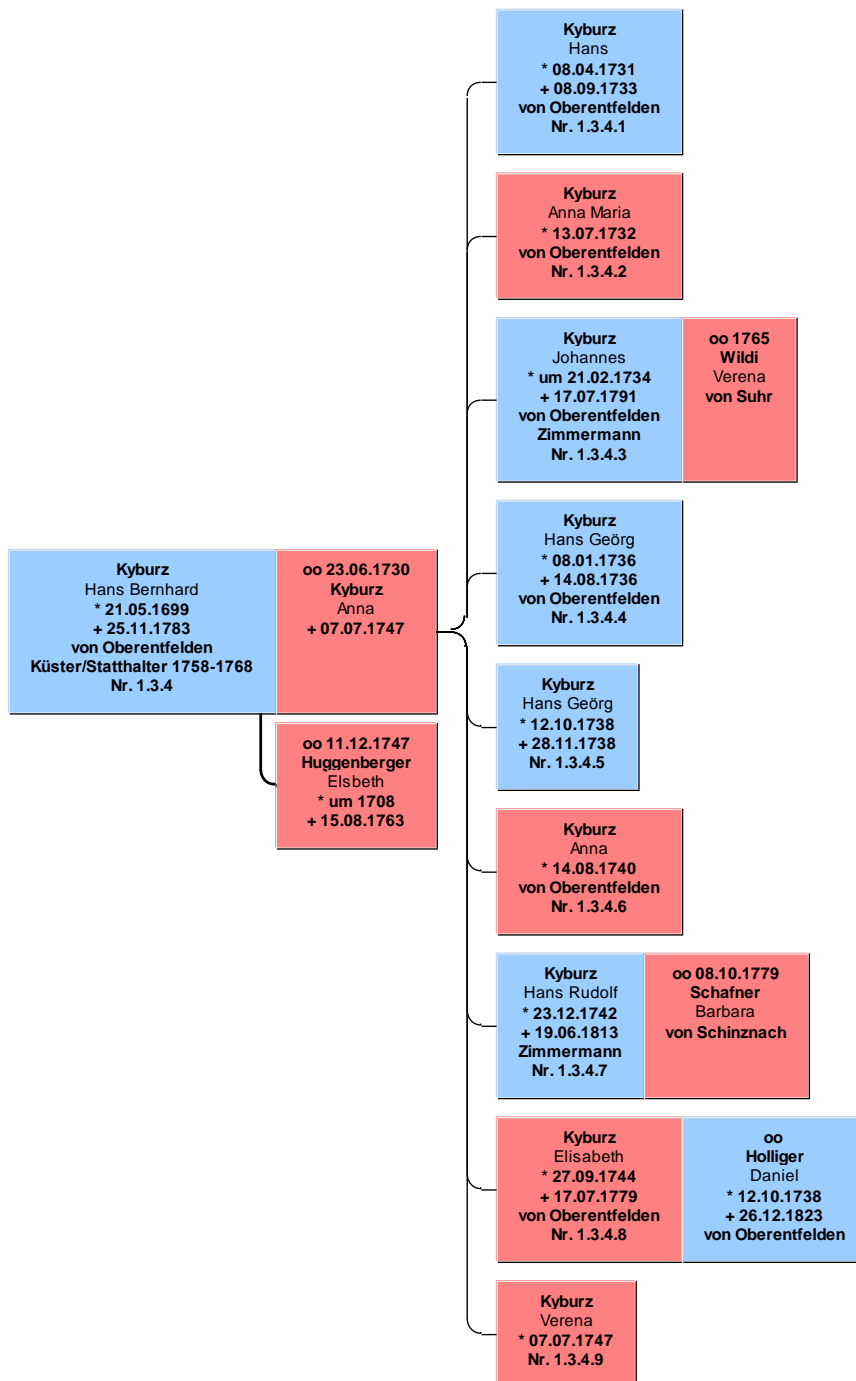 Kyburz
Hans
* 08.04.1731
+ 08.09.1733
von Oberentfelden
Nr. 1.3.4.1
Kyburz
Anna Maria
* 13.07.1732
von Oberentfelden
Nr. 1.3.4.2
Kyburz
Johannes
* um 21.02.1734
+ 17.07.1791
von Oberentfelden
Zimmermann
Nr. 1.3.4.3
oo 1765
Wildi
Verena
von Suhr
Kyburz
Hans Geörg
* 08.01.1736
+ 14.08.1736
von Oberentfelden
Nr. 1.3.4.4
Kyburz
Hans Bernhard
* 21.05.1699
+ 25.11.1783
von Oberentfelden
Küster/Statthalter 1758-1768
Nr. 1.3.4
oo 23.06.1730
Kyburz
Anna
+ 07.07.1747
oo 11.12.1747
Huggenberger
Elsbeth
* um 1708
+ 15.08.1763
Kyburz
Hans Geörg
* 12.10.1738
+ 28.11.1738
Nr. 1.3.4.5
Kyburz
Anna
* 14.08.1740
von Oberentfelden
Nr. 1.3.4.6
Kyburz
Hans Rudolf
* 23.12.1742
+ 19.06.1813
Zimmermann
Nr. 1.3.4.7
oo 08.10.1779
Schafner
Barbara
von Schinznach
Kyburz
Elisabeth
* 27.09.1744
+ 17.07.1779
von Oberentfelden
Nr. 1.3.4.8
oo
Holliger
Daniel
* 12.10.1738
+ 26.12.1823
von Oberentfelden
Kyburz
Verena
* 07.07.1747
Nr. 1.3.4.9